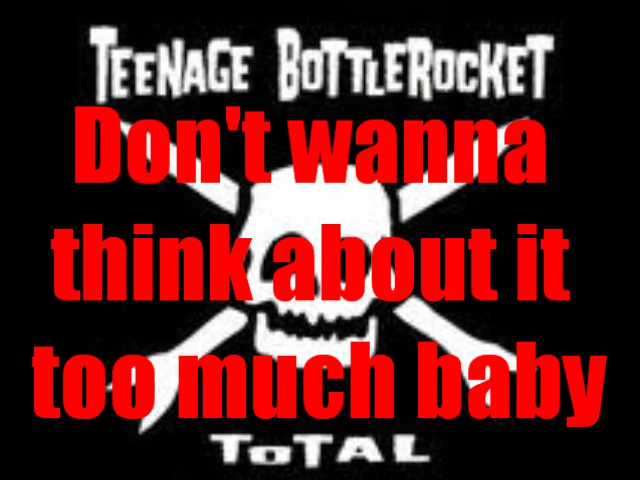 TEENAGE BOTTLEROCKET
Don't wanna
think about it
too much baby
ToTAL